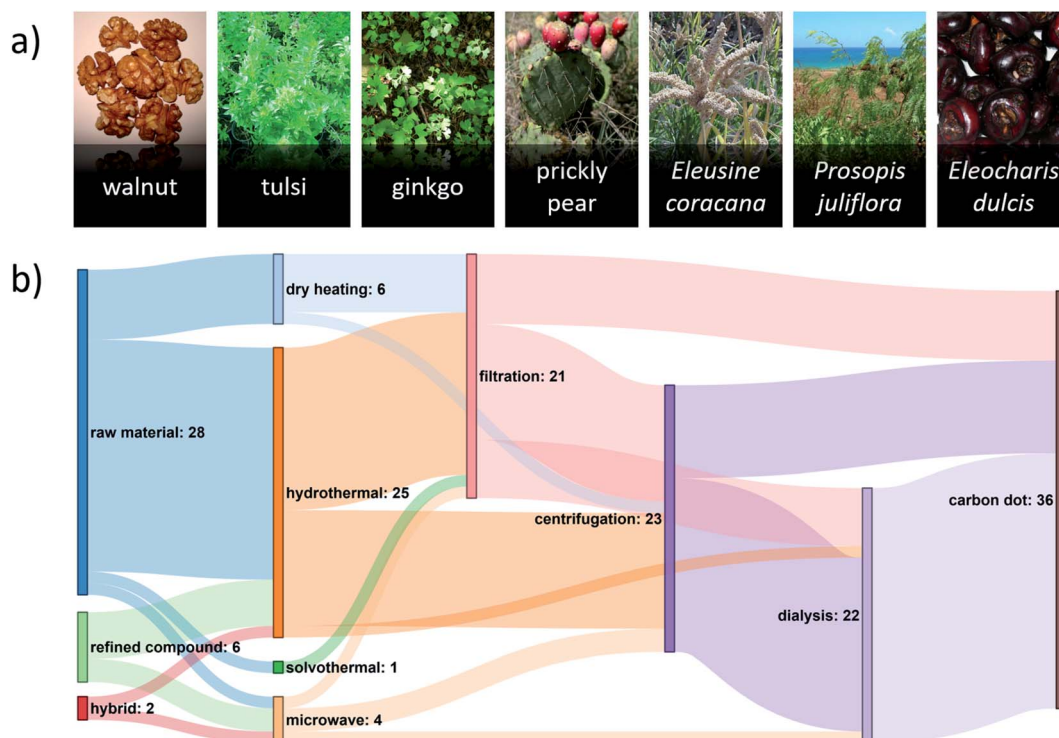 a)
walnut
tulsi
ginkgo
prickly
pear
Eleusine
coracana
Prosopis
juliflora
Eleocharis
dulcis
b)
dry heating: 6
filtration: 21
raw material: 28
hydrothermal: 25
centrifugation: 23
carbon dot: 36
dialysis: 22
refined compound: 6
solvothermal: 1
hybrid: 2
microwave: 4